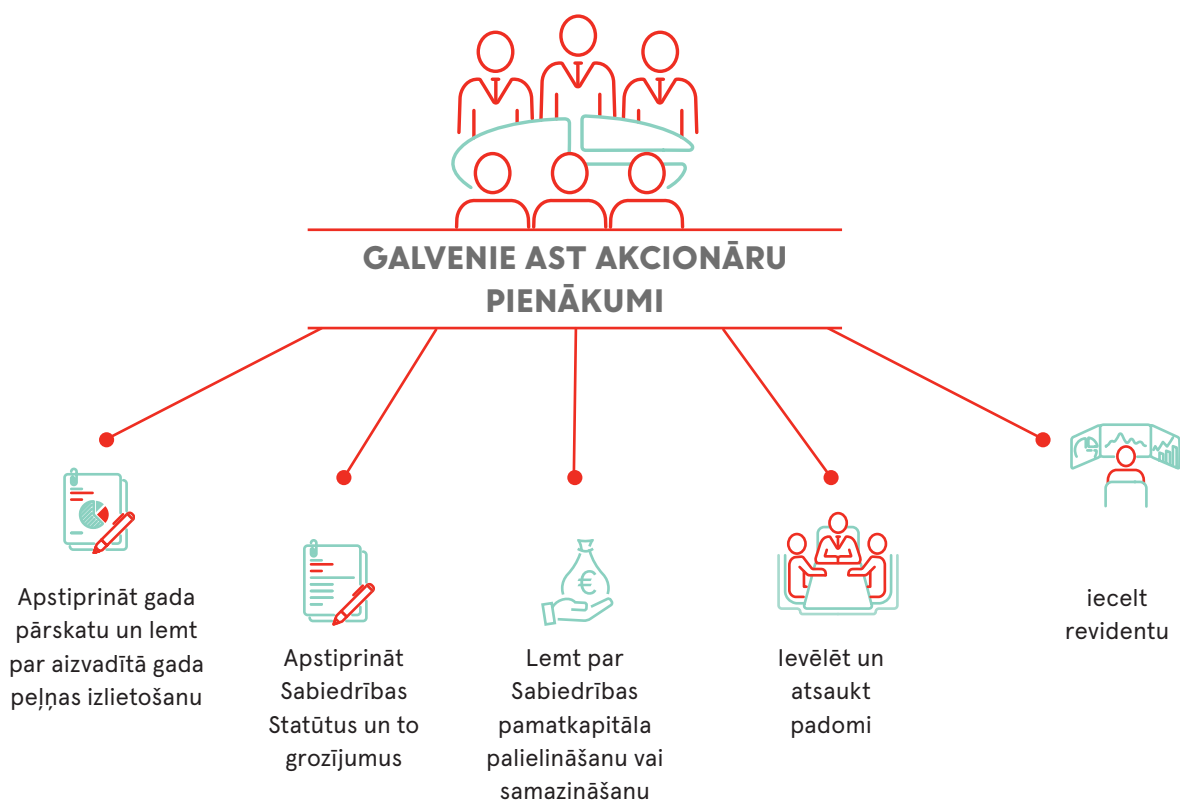 GALVENIE AST AKCIONĀRU
PIENĀKUMI
Apstiprināt gada
pārskatu un lemt
par aizvadītā gada
peļņas izlietošanu
Apstiprināt
Sabiedrības
Statūtus un to
grozījumus
€
Lemt par
Sabiedrības
pamatkapitāla
palielināšanu vai
samazināšanu
Ievēlēt un
atsaukt
padomi
iecelt
revidentu